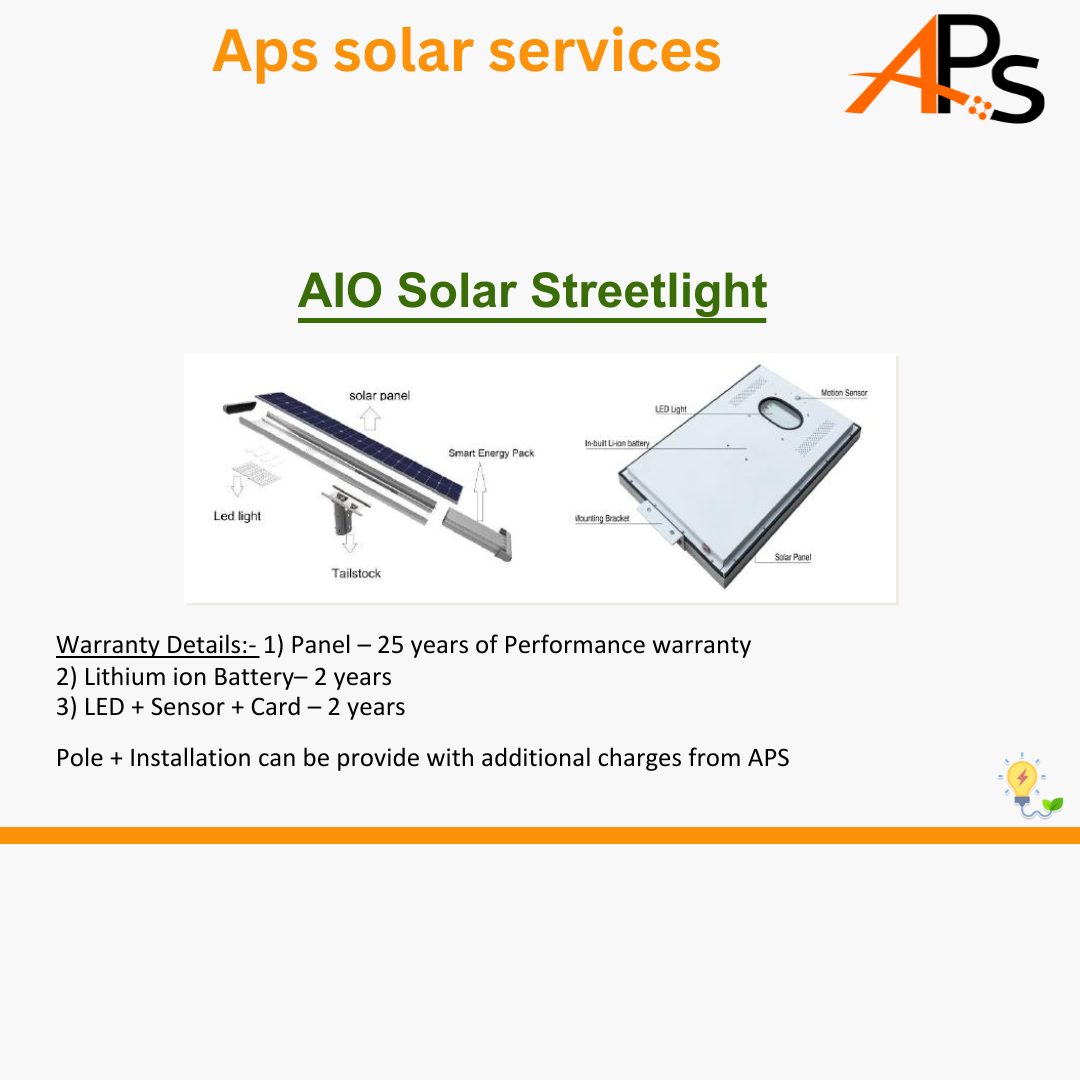 Aps solar services
APS
AIO Solar Streetlight
solar panel
Smart Energy Pack
Led light
Tailstock
Motion Sensor
LED Light
In-built Li-ion battery
Mounting Bracket
Solar Panel
Warranty Details:- 1) Panel – 25 years of Performance warranty
2) Lithium ion Battery– 2 years
3) LED + Sensor + Card – 2 years
Pole + Installation can be provide with additional charges from APS